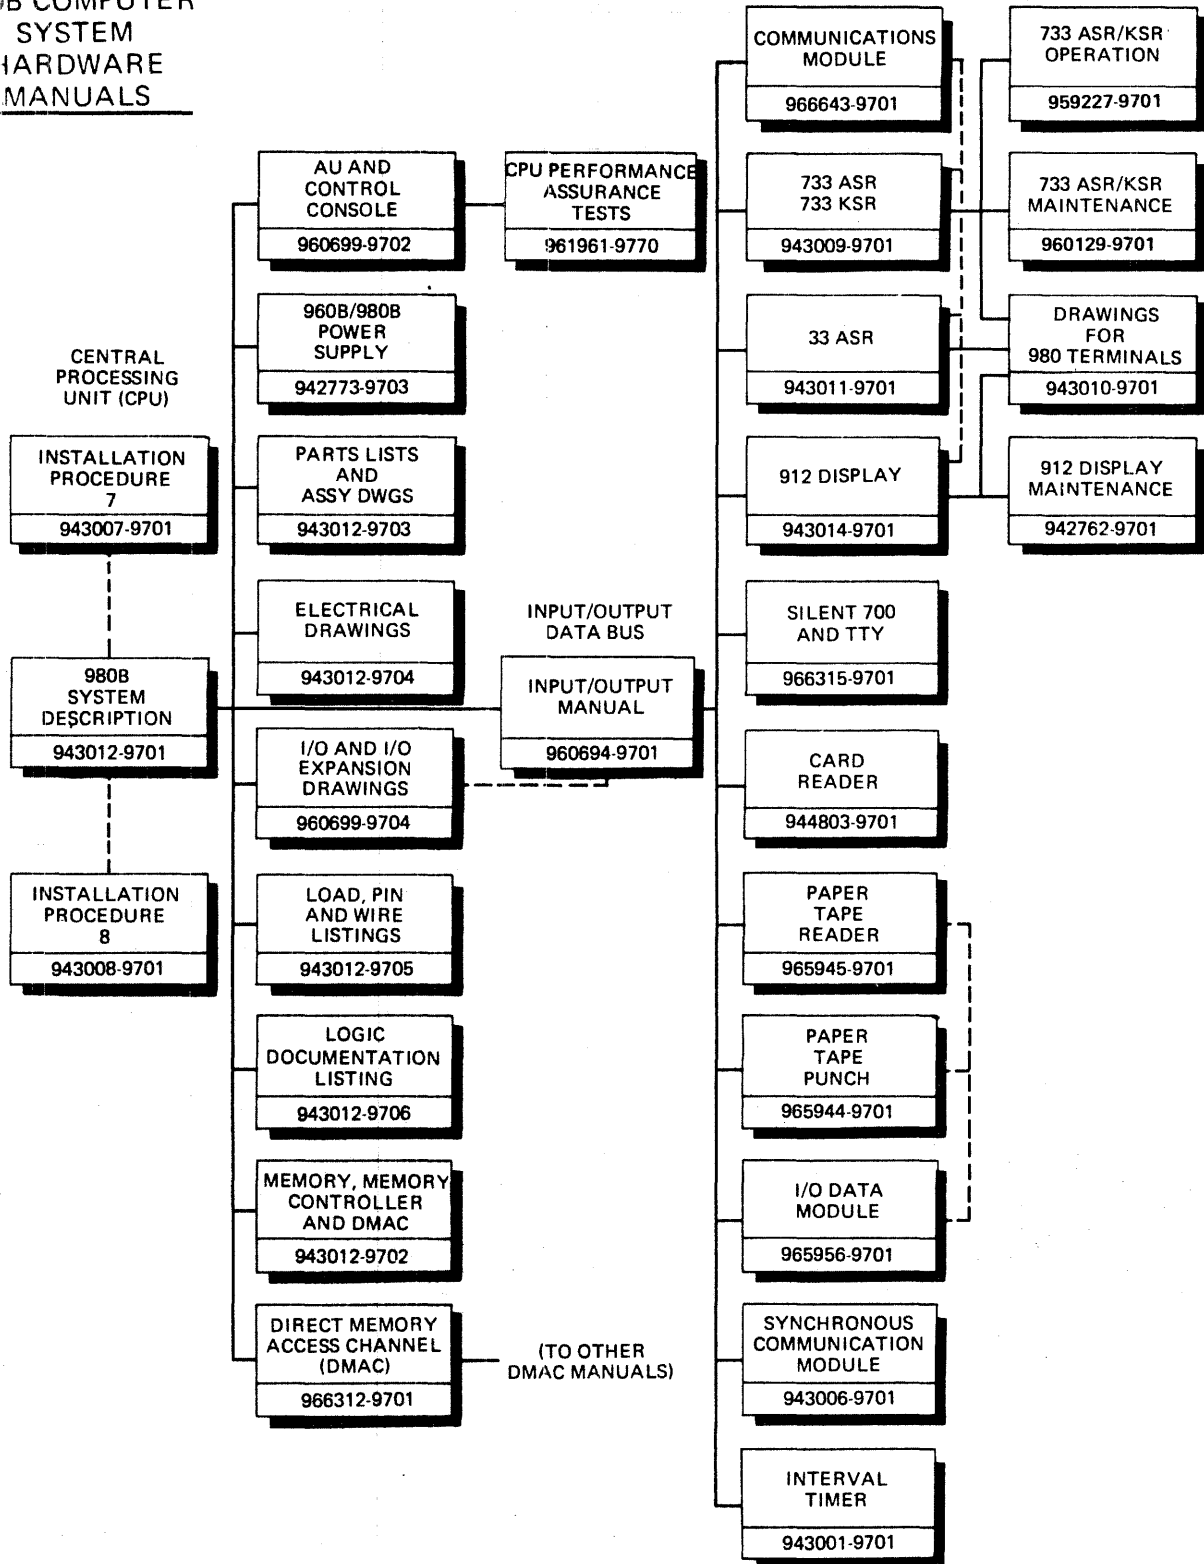 0B COMPUTER
SYSTEM
HARDWARE
MANUALS
CENTRAL
PROCESSING
UNIT (CPU)
INSTALLATION
PROCEDURE
7
943007-9701
980B
SYSTEM
DESCRIPTION
943012-9701
INSTALLATION
PROCEDURE
8
943008-9701
AU AND
CONTROL
CONSOLE
960699-9702
960B/980B
POWER
SUPPLY
942773-9703
PARTS LISTS
AND
ASSY DWGS
943012-9703
ELECTRICAL
DRAWINGS
943012-9704
I/O AND I/O
EXPANSION
DRAWINGS
960699-9704
LOAD, PIN
AND WIRE
LISTINGS
943012-9705
LOGIC
DOCUMENTATION
LISTING
943012-9706
MEMORY, MEMORY
CONTROLLER
AND DMAC
943012-9702
DIRECT MEMORY
ACCESS CHANNEL
(DMAC)
966312-9701
CPU PERFORMANCE
ASSURANCE
TESTS
961961-9770
INPUT/OUTPUT
DATA BUS
INPUT/OUTPUT
MANUAL
960694-9701
(TO OTHER
DMAC MANUALS)
COMMUNICATIONS
MODULE
966643-9701
733 ASR
733 KSR
943009-9701
33 ASR
943011-9701
912 DISPLAY
943014-9701
SILENT 700
AND TTY
966315-9701
CARD
READER
944803-9701
PAPER
TAPE
READER
965945-9701
PAPER
TAPE
PUNCH
965944-9701
I/O DATA
MODULE
965956-9701
SYNCHRONOUS
COMMUNICATION
MODULE
943006-9701
INTERVAL
TIMER
943001-9701
733 ASR/KSR
OPERATION
959227-9701
733 ASR/KSR
MAINTENANCE
960129-9701
DRAWINGS
FOR
980 TERMINALS
943010-9701
912 DISPLAY
MAINTENANCE
942762-9701